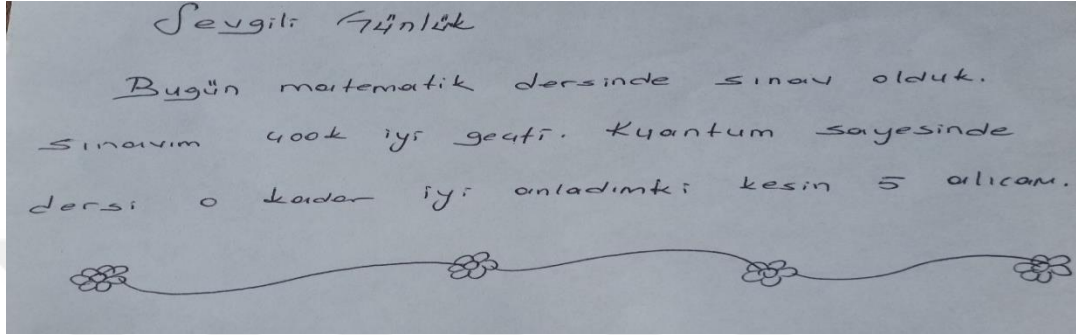 Sevgili Günlük
Bugün matematik dersinde sınav olduk.
sınavım çook iyi geçti. Kuantum sayesinde
dersi o kadar iyi anladımki kesin 5 alıcam.